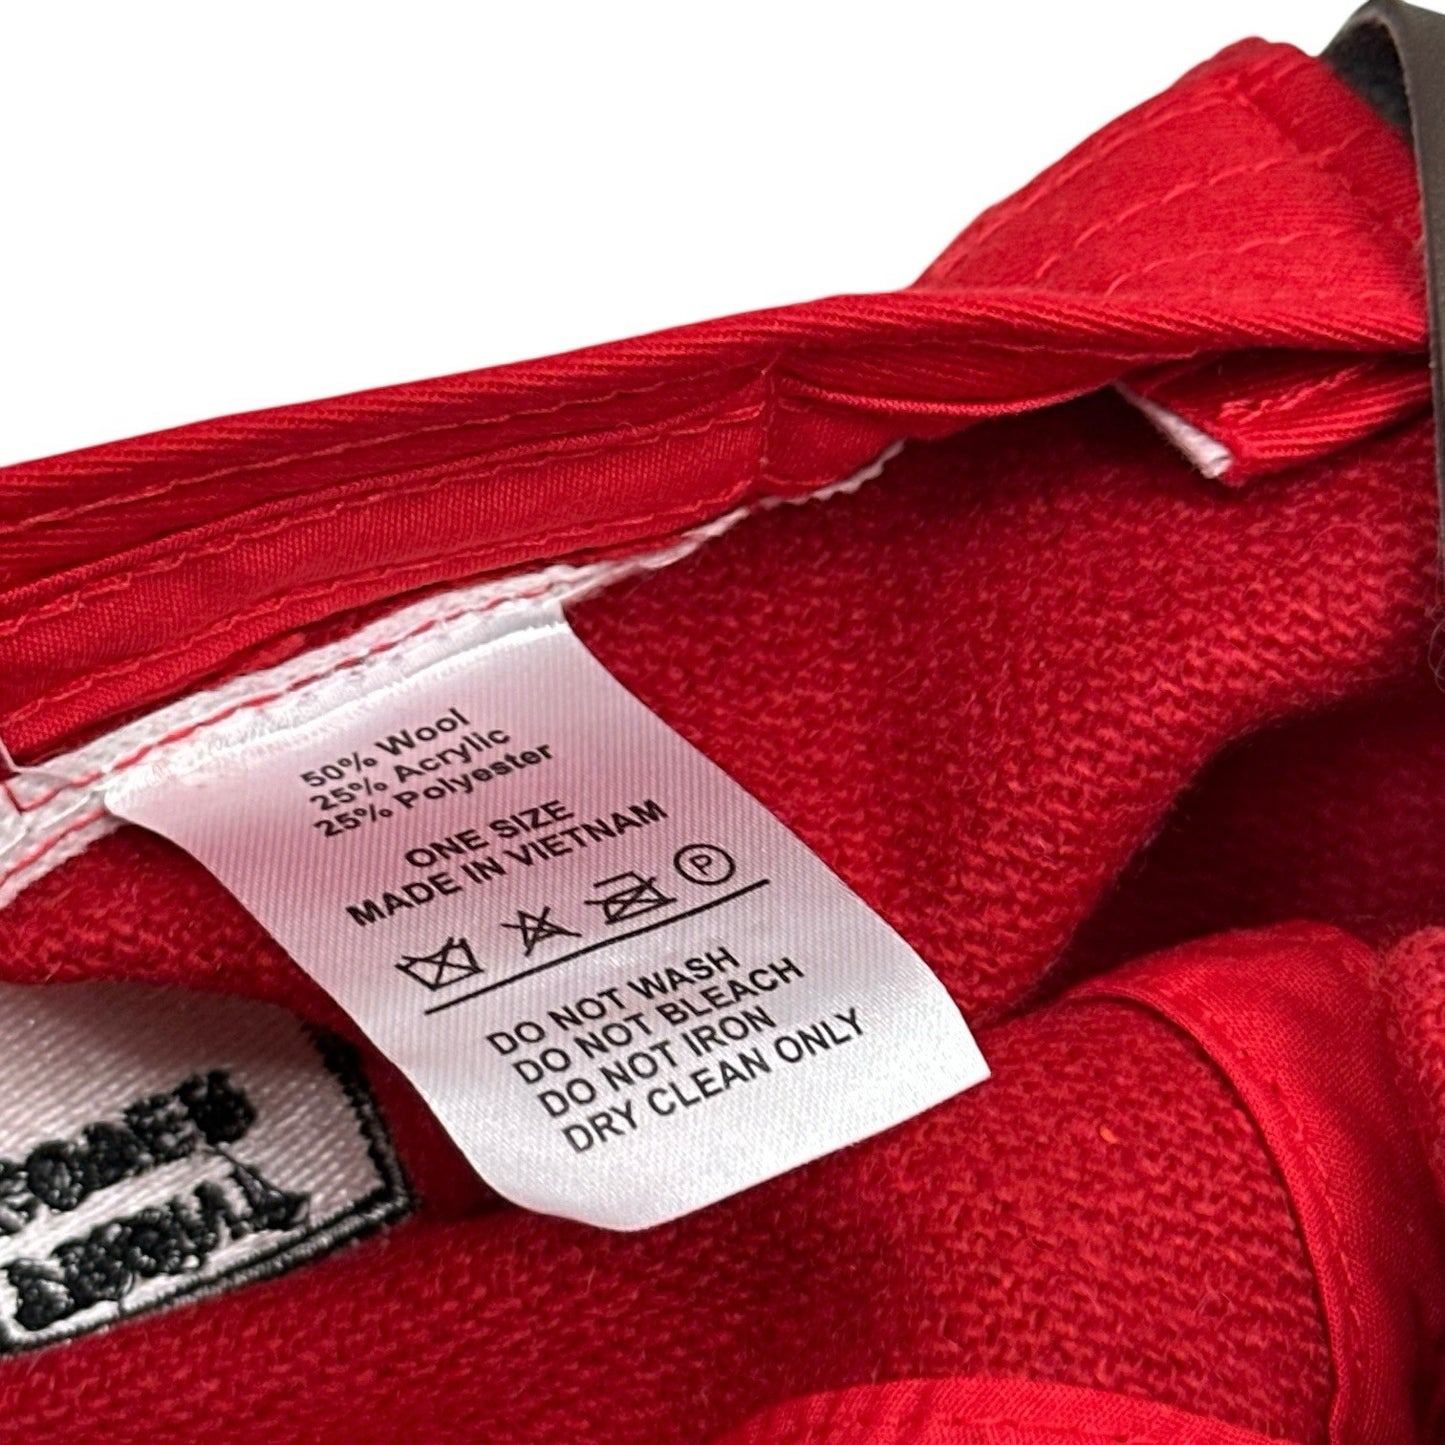 50% Wool
25% Acrylic
25% Polyester
ONE SIZE
MADE IN VIETNAM
P
DO NOT WASH
DO NOT BLEACH
DO NOT IRON
DRY CLEAN ONLY